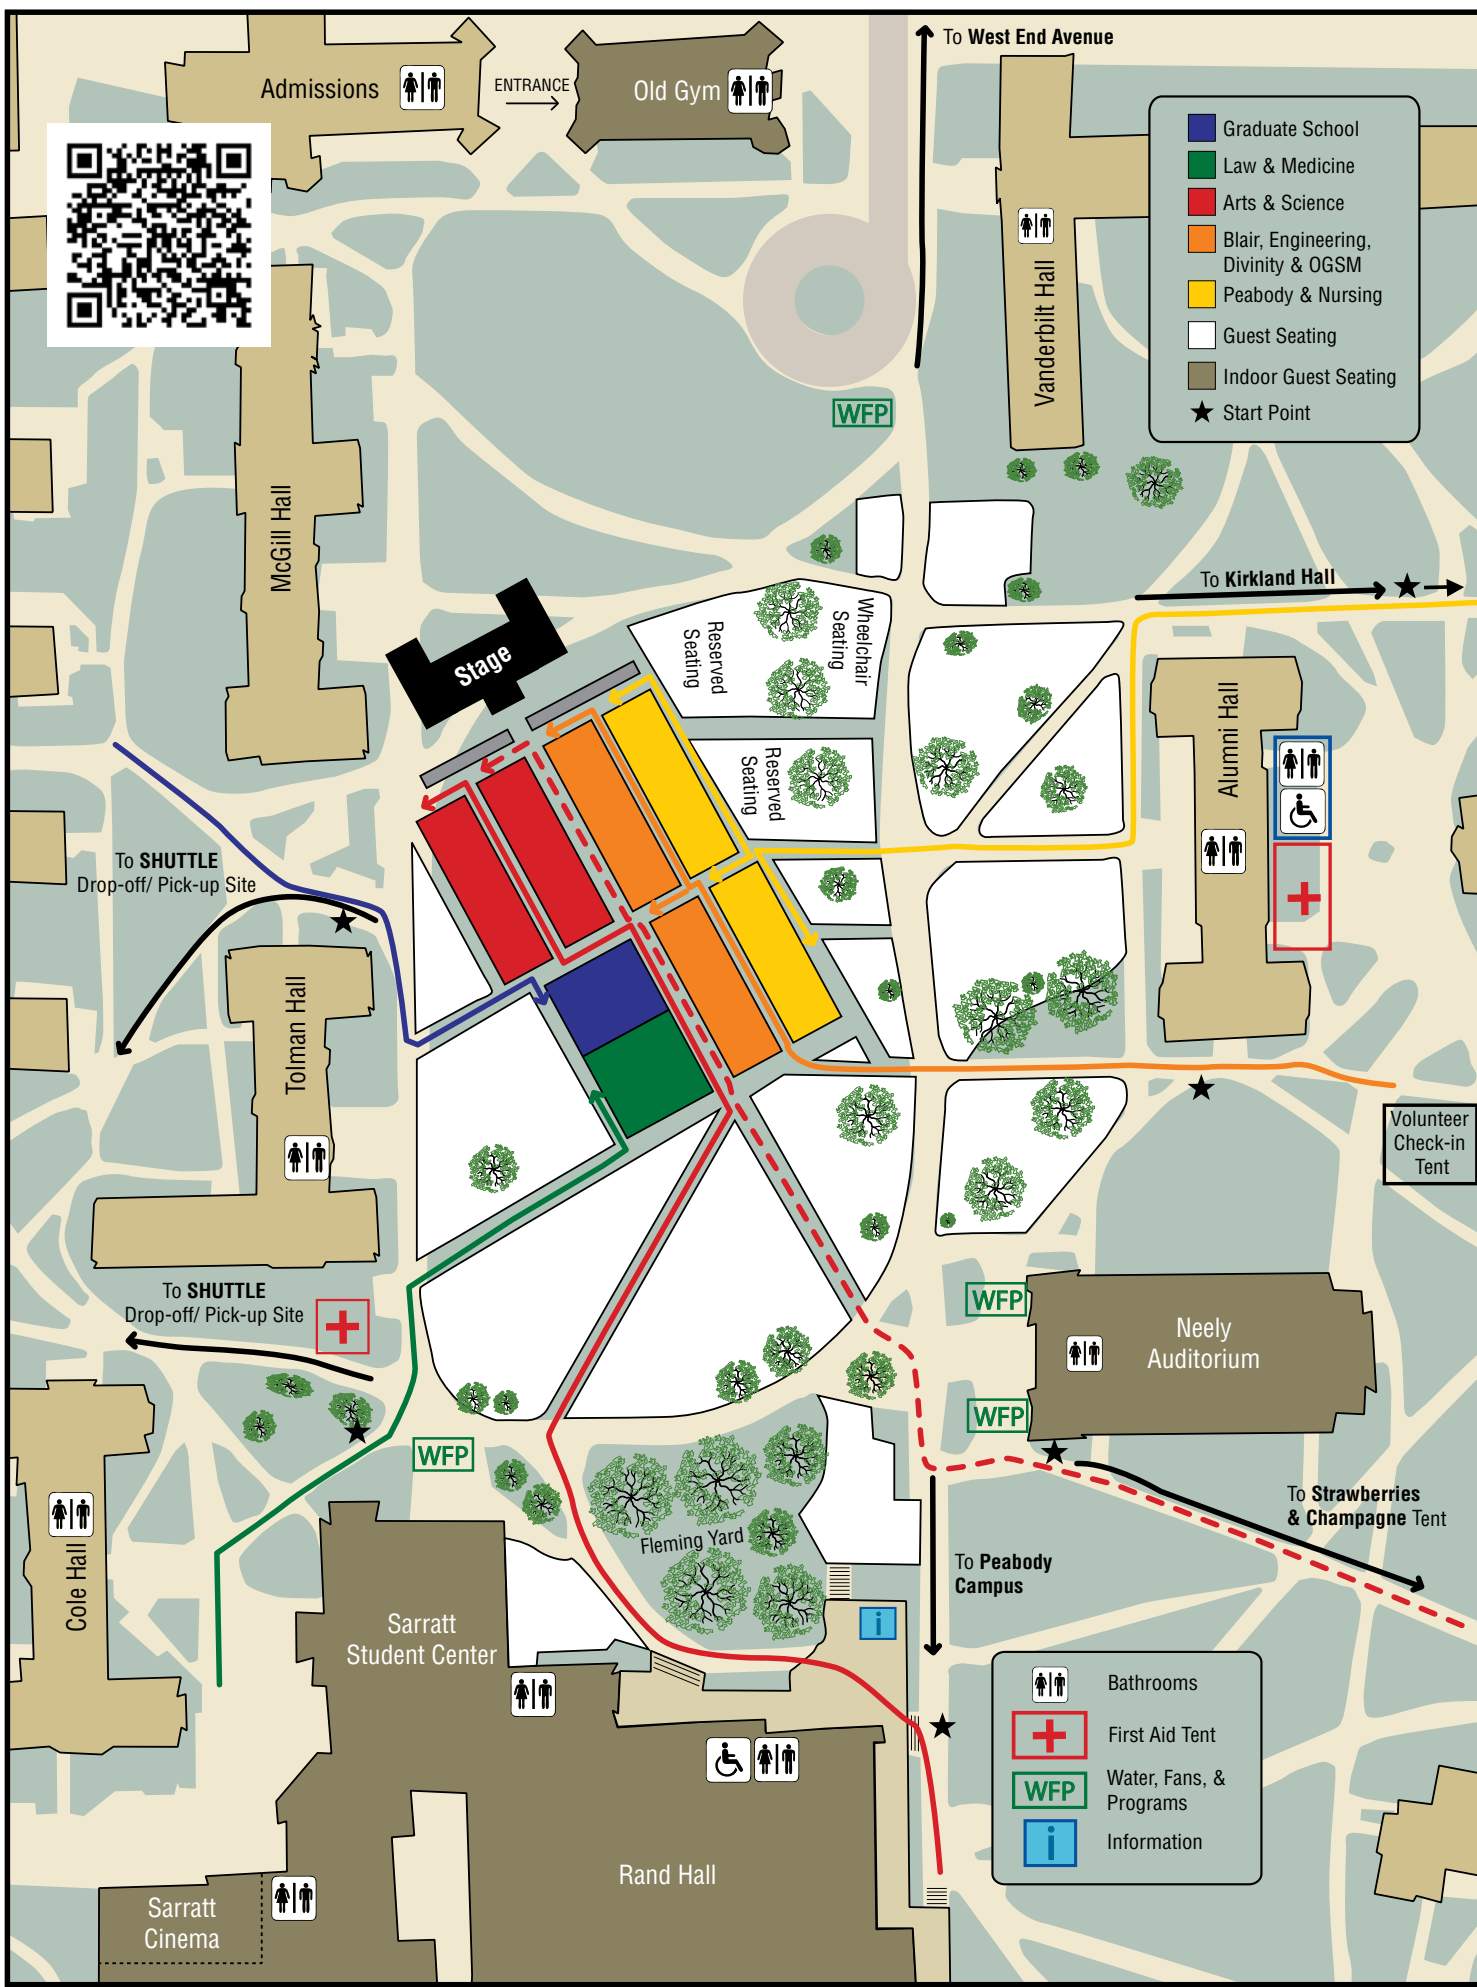 To West End Avenue
Admissions
ENTRANCE
Old Gym
Graduate School
Law & Medicine
Arts & Science
Blair, Engineering,
Divinity & OGSM
Peabody & Nursing
Guest Seating
Indoor Guest Seating
Start Point
Vanderbilt Hall
WFP
McGill Hall
To Kirkland Hall
Wheelchair
Seating
Reserved
Seating
Stage
Reserved
Seating
Alumni Hall
To SHUTTLE
Drop-off/ Pick-up Site
Tolman Hall
Volunteer
Check-in
Tent
To SHUTTLE
Drop-off/ Pick-up Site
WFP
Neely
Auditorium
WFP
WFP
To Strawberries
& Champagne Tent
Fleming Yard
To Peabody
Campus
Cole Hall
Sarratt
Student Center
i
Bathrooms
First Aid Tent
WFP
Water, Fans, &
Programs
i
Information
Rand Hall
Sarratt
Cinema